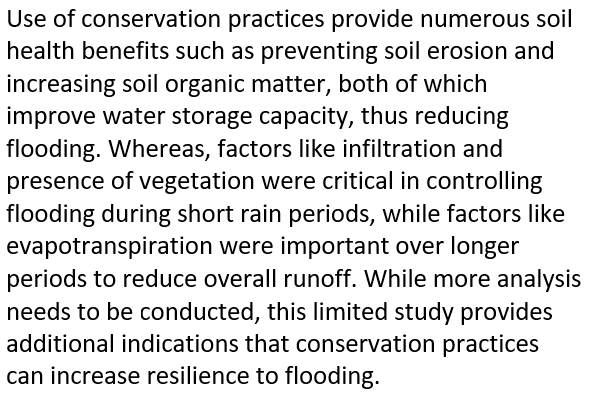 Use of conservation practices provide numerous soil
health benefits such as preventing soil erosion and
increasing soil organic matter, both of which
improve water storage capacity, thus reducing
flooding. Whereas, factors like infiltration and
presence of vegetation were critical in controlling
flooding during short rain periods, while factors like
evapotranspiration were important over longer
periods to reduce overall runoff. While more analysis
needs to be conducted, this limited study provides
additional indications that conservation practices
can increase resilience to flooding.